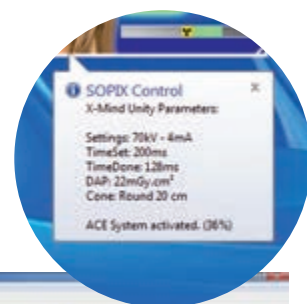 SOPIX Control
X
X-Mind Unity Parameters:
Settings: 70kV - 4mA
TimeSet: 200ms
TimeDone: 128ms
DAP: 22mGy.cm²
Cone: Round 20 cm
ACE System activated. (36%)